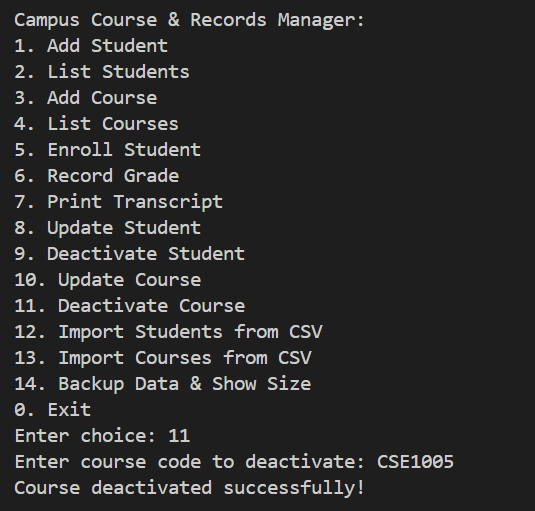 Campus Course & Records Manager:
1. Add Student
2. List Students
3. Add Course
4. List Courses
5. Enroll Student
6. Record Grade
7. Print Transcript
8. Update Student
9. Deactivate Student
10. Update Course
11. Deactivate Course
12. Import Students from CSV
13. Import Courses from CSV
14. Backup Data & Show Size
0. Exit
Enter choice: 11
Enter course code to deactivate: CSE1005
Course deactivated successfully!